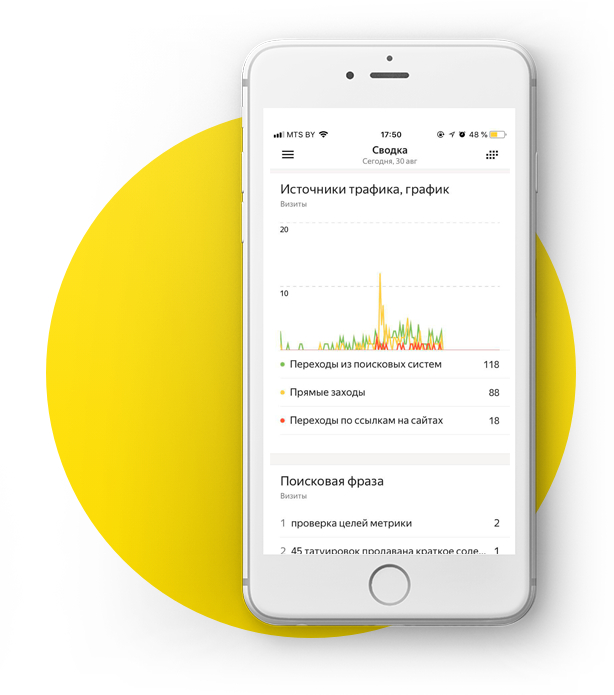 MTS BY 17:50 48 %
Сводка
Сегодня, 30 авг
Источники трафика, график
Визиты
20
10
Переходы из поисковых систем 118
Прямые заходы 88
Переходы по ссылкам на сайтах 18
Поисковая фраза
Визиты
1 проверка целей метрики 2
2 45 татуировок продавана краткое соде... 1